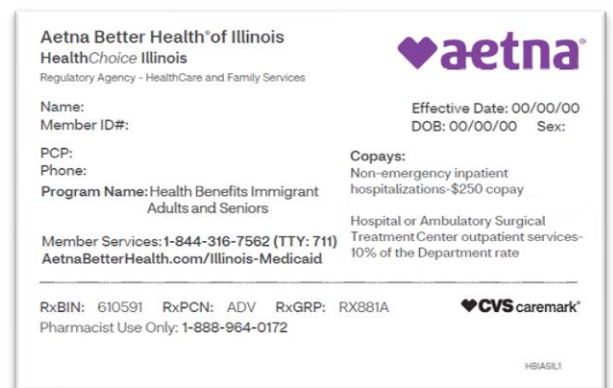 Aetna Better Health® of Illinois
HealthChoice Illinois
Regulatory Agency - HealthCare and Family Services
aetna®
Name:
Member ID#:
Effective Date: 00/00/00
DOB: 00/00/00 Sex:
PCP:
Phone:
Program Name: Health Benefits Immigrant
Adults and Seniors
Member Services: 1-844-316-7562 (TTY: 711)
AetnaBetterHealth.com/Illinois-Medicaid
Copays:
Non-emergency inpatient
hospitalizations-$250 copay
Hospital or Ambulatory Surgical
Treatment Center outpatient services-
10% of the Department rate
RxBIN: 610591 RxPCN: ADV RxGRP: RX881A
Pharmacist Use Only: 1-888-964-0172
CVS caremark®
HBIASIL1